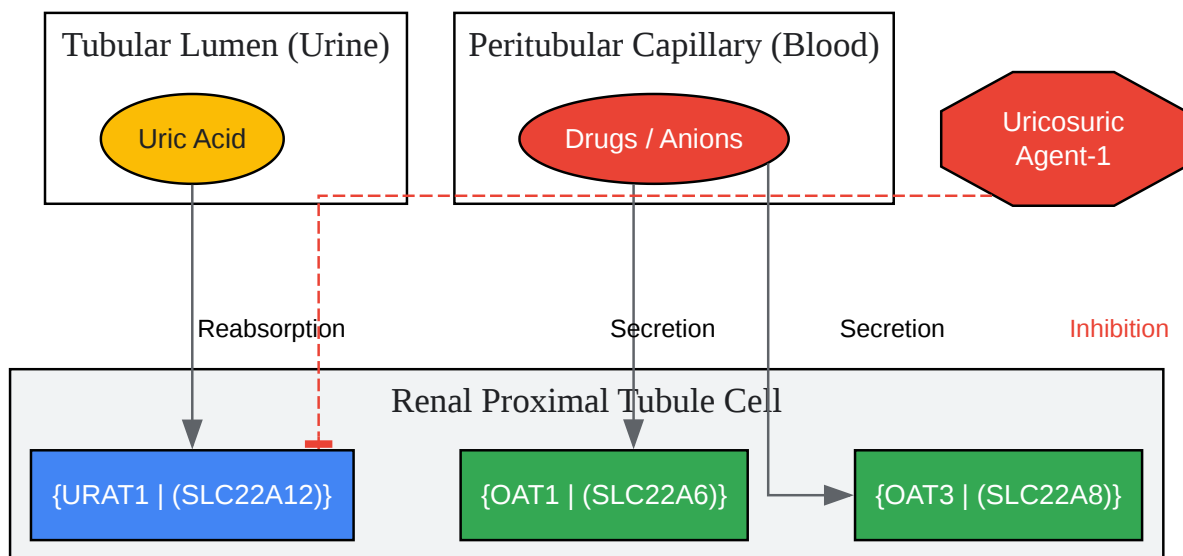 Tubular Lumen (Urine)
Peritubular Capillary (Blood)
Uric Acid
Drugs / Anions
Uricosuric
Agent-1
Reabsorption
Secretion
Secretion
Inhibition
Renal Proximal Tubule Cell
{URAT1 | (SLC22A12)}
{OAT1 | (SLC22A6)}
{OAT3 | (SLC22A8)}